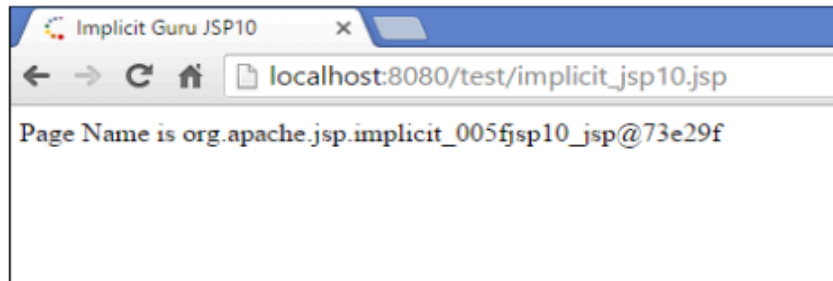 Implicit Guru JSP10
localhost:8080/test/implicit_jsp10.jsp
Page Name is org.apache.jsp.implicit_005fjsp10_jsp@73e29f